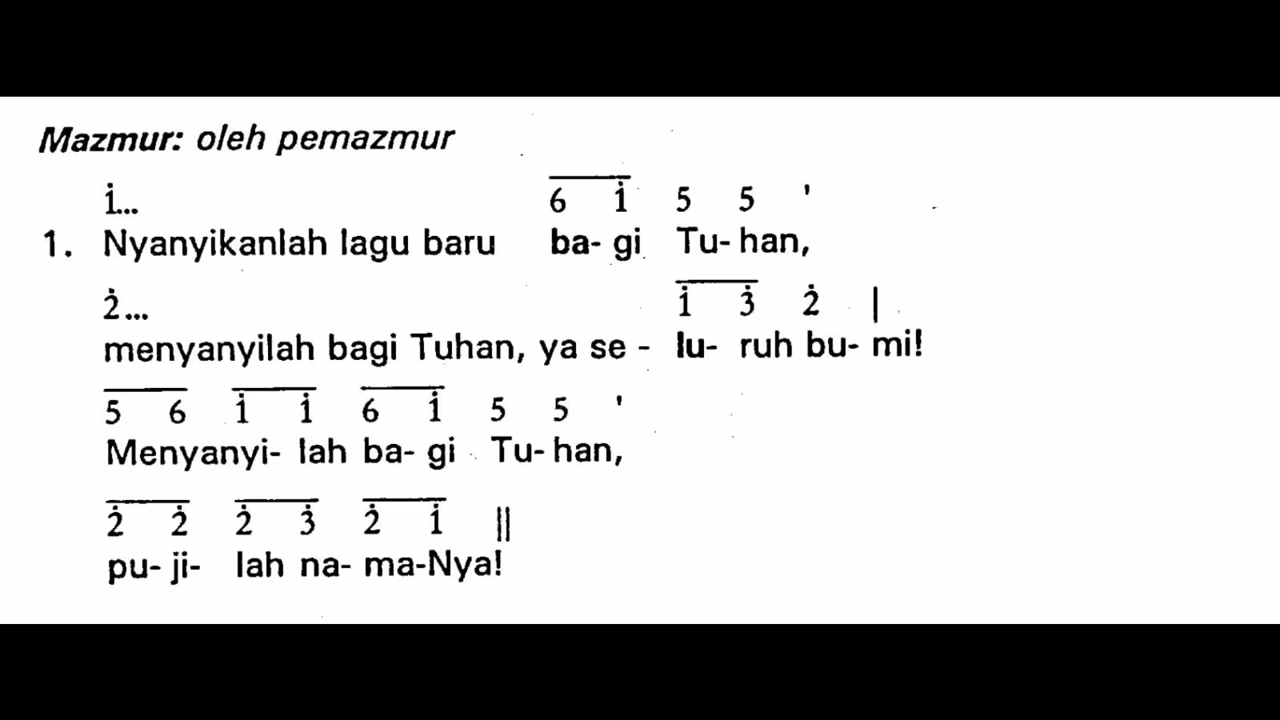 Mazmur: oleh pemazmur
i̇... 6 i̇ 5 5 '
1. Nyanyikanlah lagu baru ba- gi Tu- han,
2̇... 1̇ 3̇ 2̇ |
menyanyilah bagi Tuhan, ya se - lu- ruh bu- mi!
5 6 1̇ 1̇ 6 1̇ 5 5 '
Menyanyi- lah ba- gi Tu- han,
2̇ 2̇ 2̇ 3̇ 2̇ 1̇ ||
pu- ji- lah na- ma-Nya!